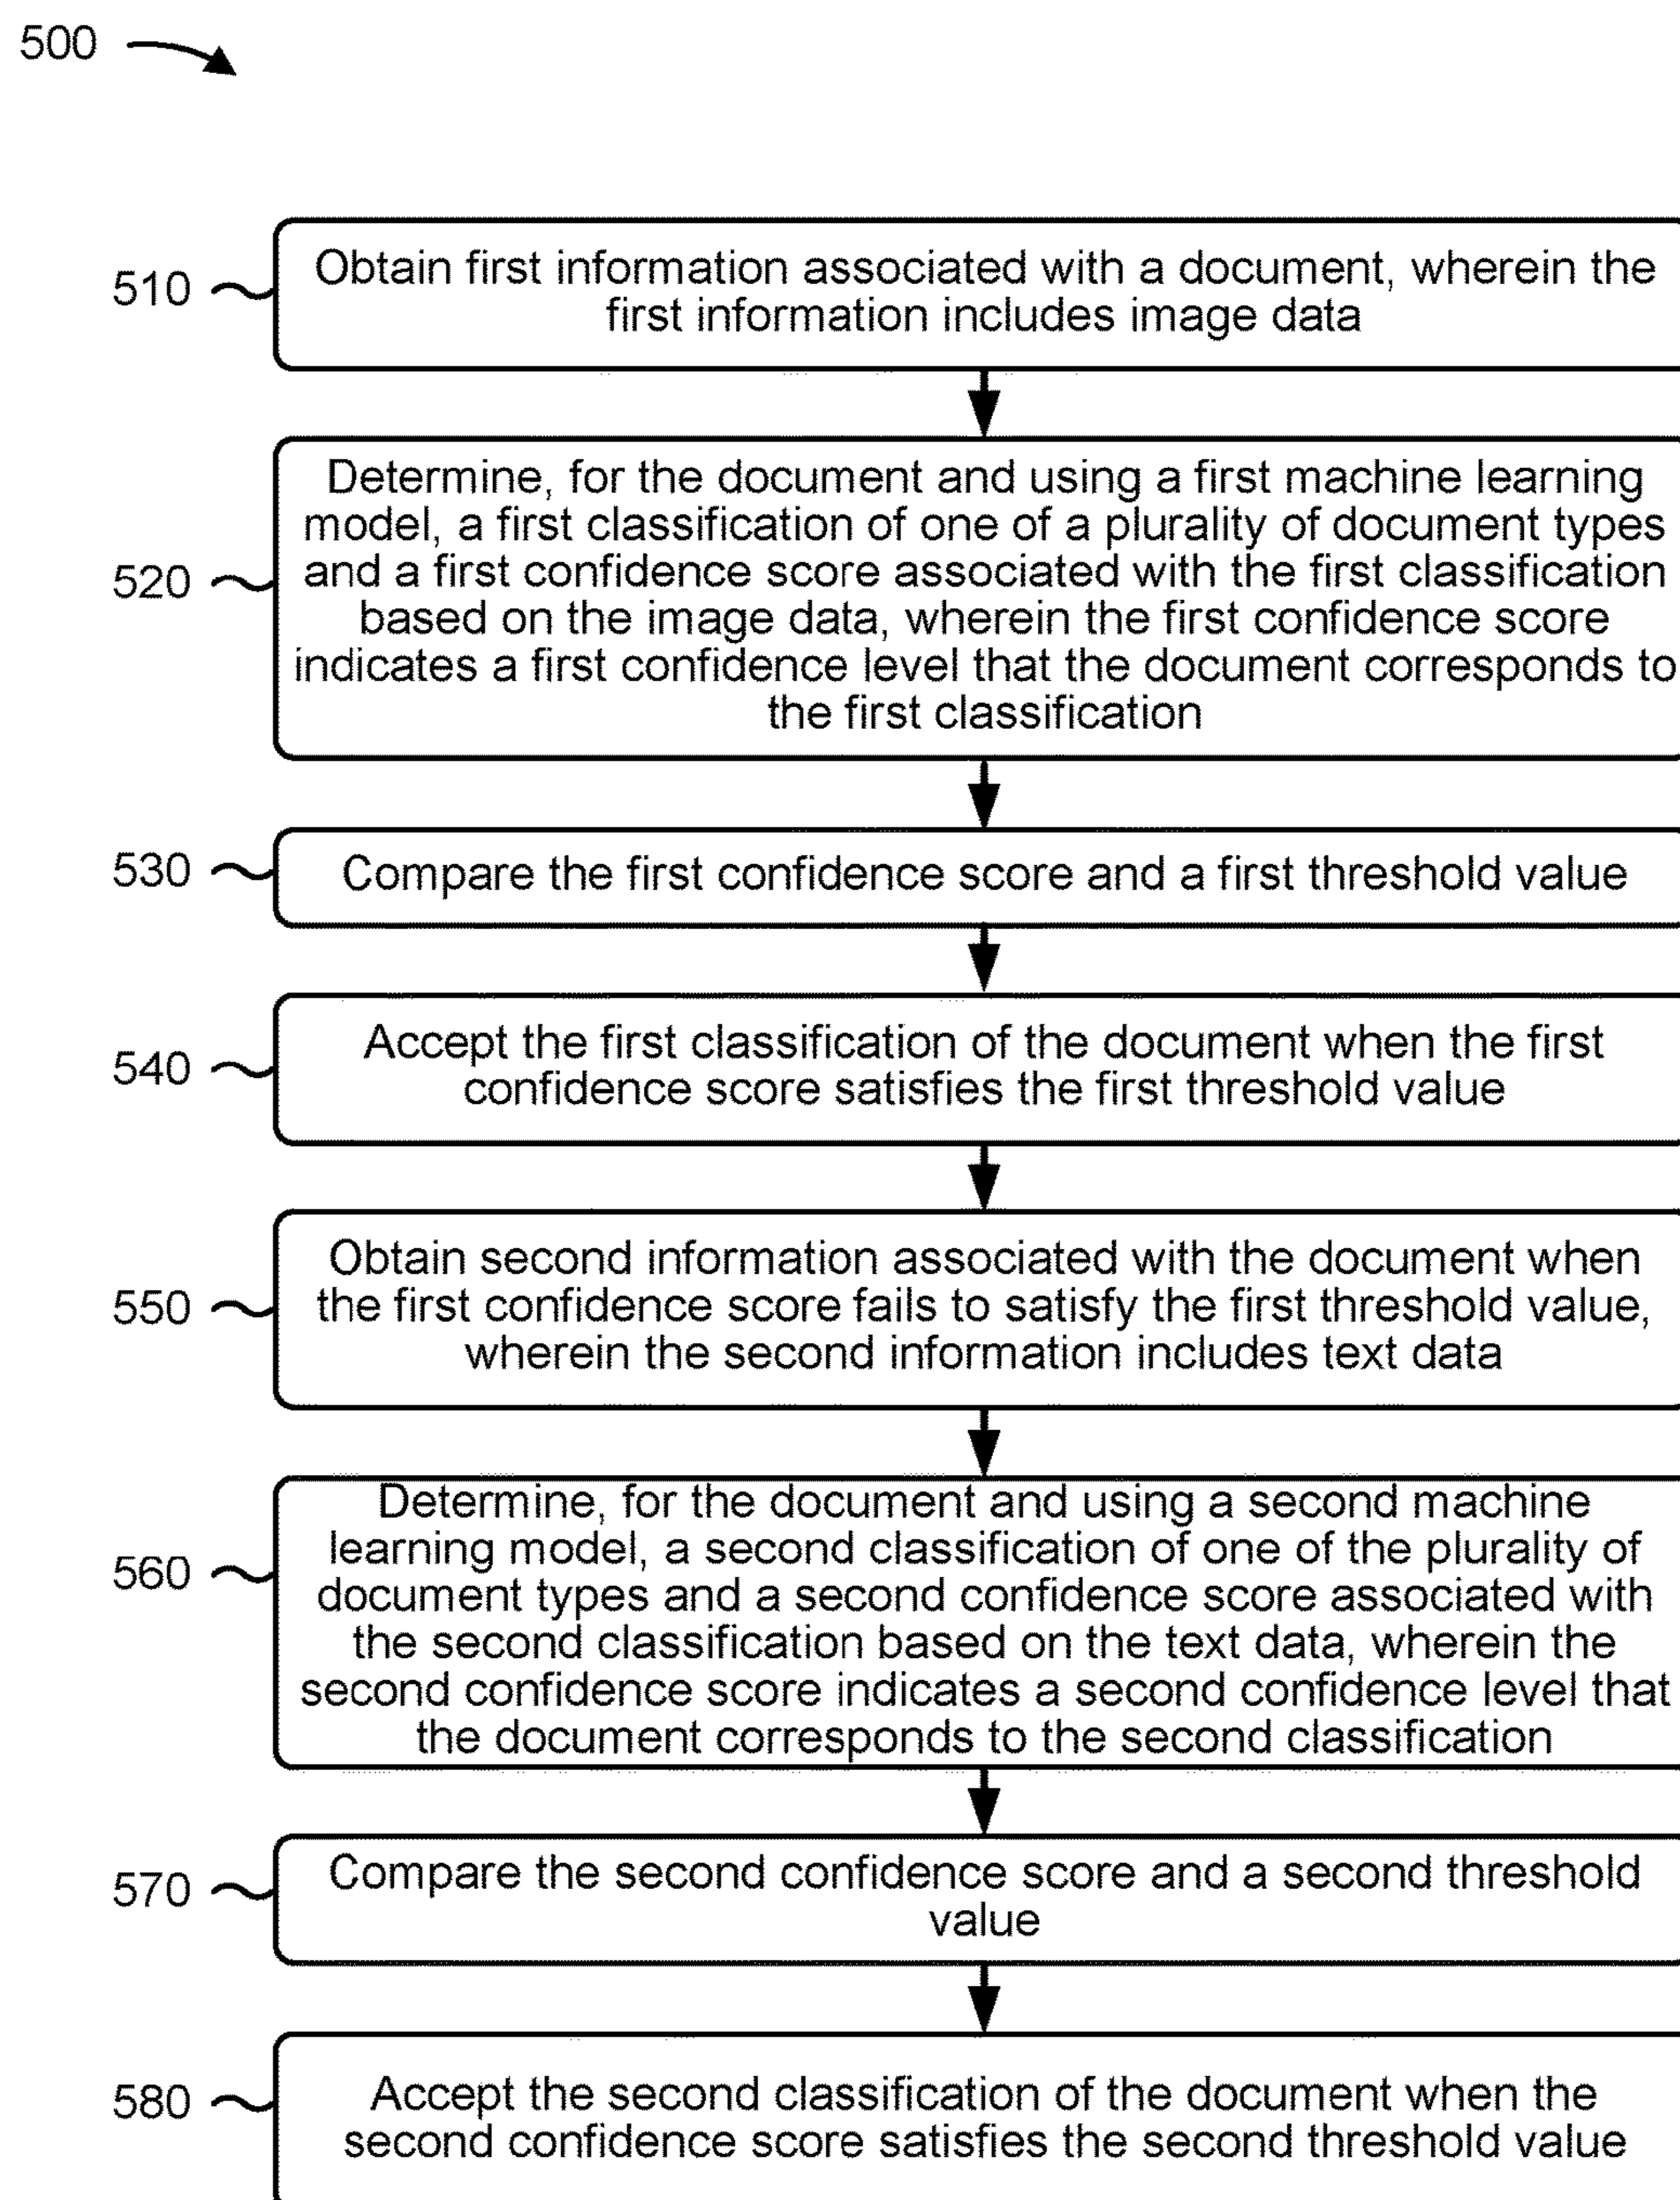 500
510
Obtain first information associated with a document, wherein the
first information includes image data
520
Determine, for the document and using a first machine learning
model, a first classification of one of a plurality of document types
and a first confidence score associated with the first classification
based on the image data, wherein the first confidence score
indicates a first confidence level that the document corresponds to
the first classification
530
Compare the first confidence score and a first threshold value
540
Accept the first classification of the document when the first
confidence score satisfies the first threshold value
550
Obtain second information associated with the document when
the first confidence score fails to satisfy the first threshold value,
wherein the second information includes text data
560
Determine, for the document and using a second machine
learning model, a second classification of one of the plurality of
document types and a second confidence score associated with
the second classification based on the text data, wherein the
second confidence score indicates a second confidence level that
the document corresponds to the second classification
570
Compare the second confidence score and a second threshold
value
580
Accept the second classification of the document when the
second confidence score satisfies the second threshold value